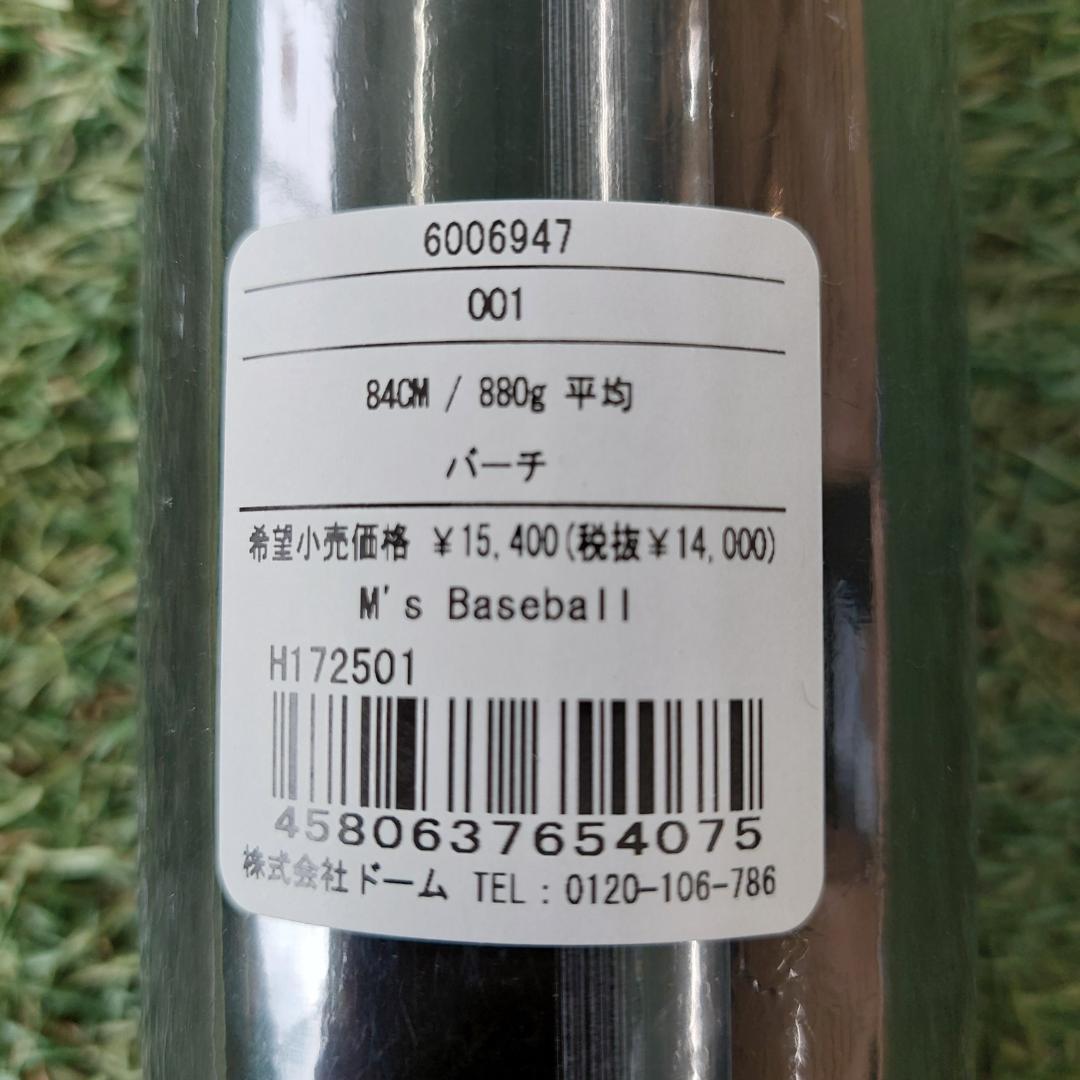 6006947
001
84CM / 880g 平均
バーチ
希望小売価格 ¥15,400(税抜¥14,000)
M's Baseball
H172501
4580637654075
株式会社ドーム TEL : 0120-106-786